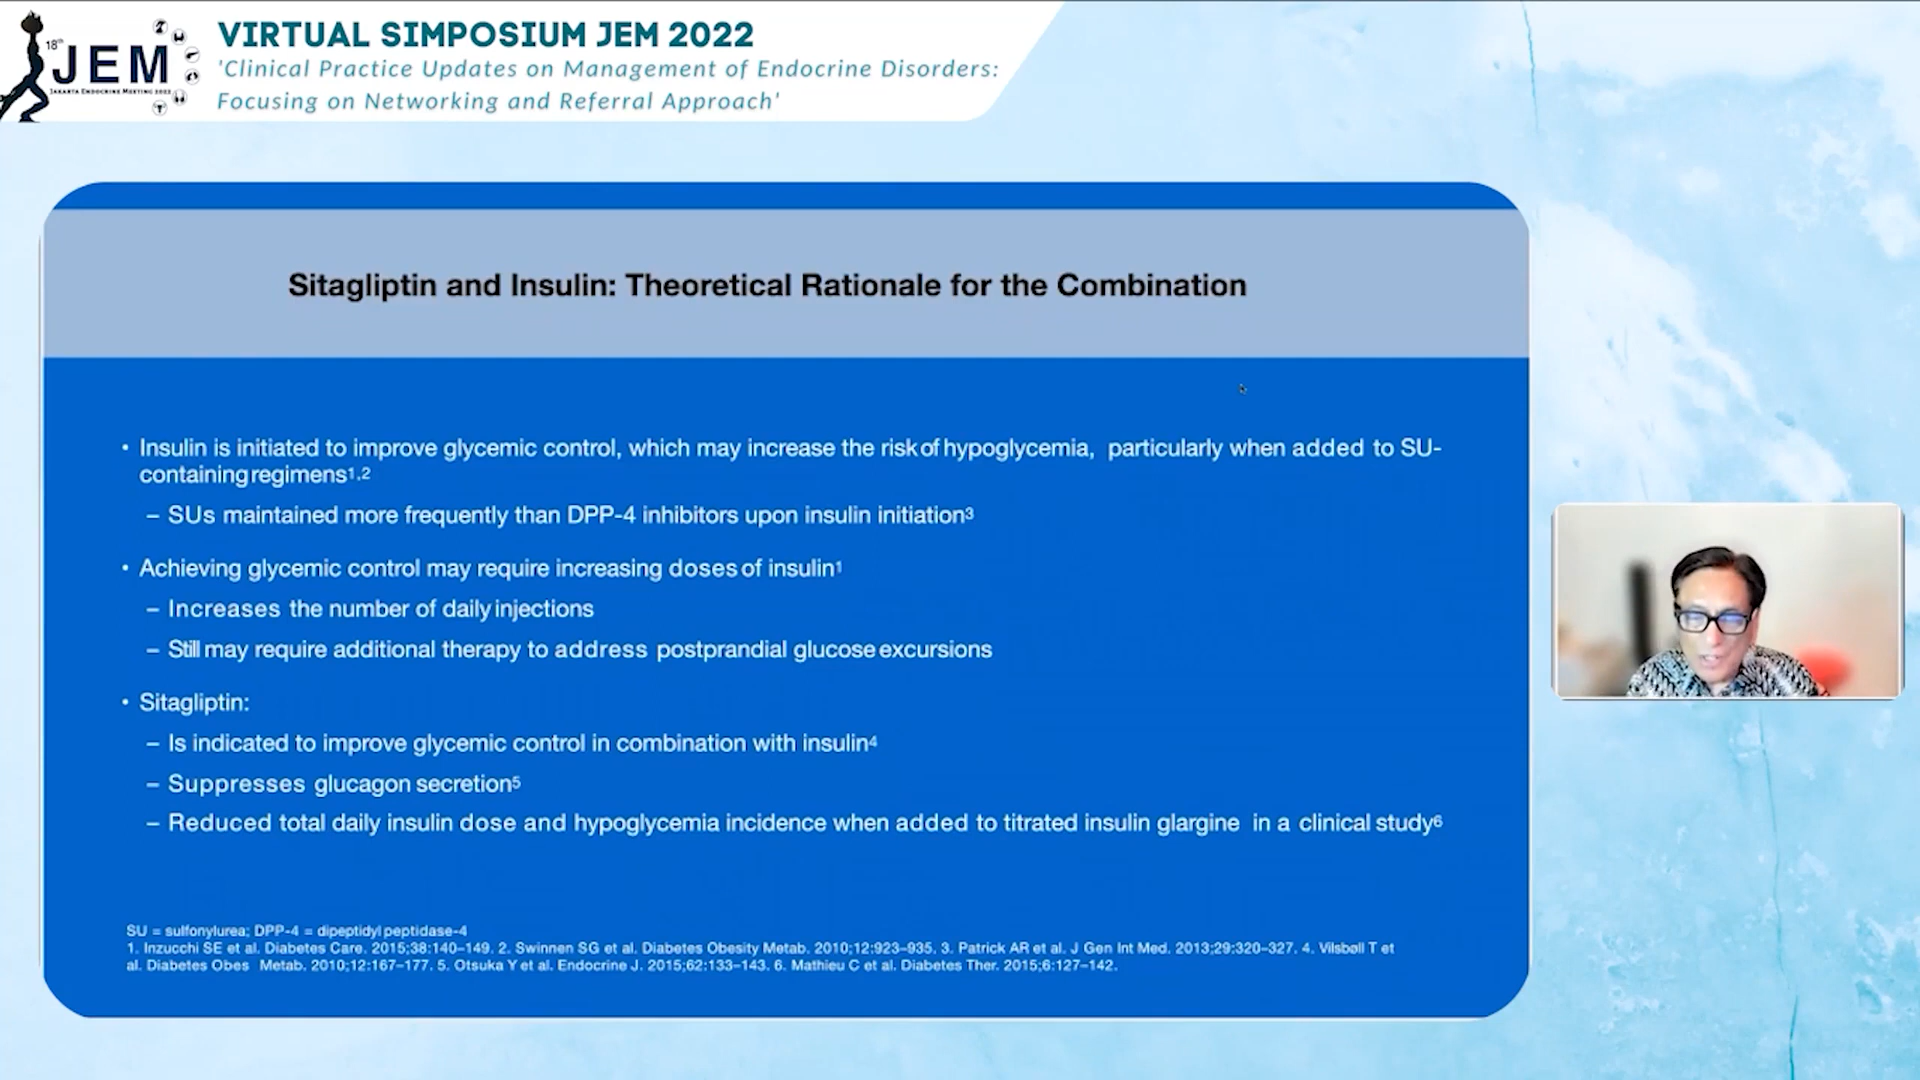 VIRTUAL SIMPOSIUM JEM 2022
'Clinical Practice Updates on Management of Endocrine Disorders:
Focusing on Networking and Referral Approach'
18th
JEM
JAKARTA ENDOCRINE MEETING 2022
Sitagliptin and Insulin: Theoretical Rationale for the Combination
• Insulin is initiated to improve glycemic control, which may increase the risk of hypoglycemia, particularly when added to SU-
containing regimens1,2
– SUs maintained more frequently than DPP-4 inhibitors upon insulin initiation3
• Achieving glycemic control may require increasing doses of insulin1
– Increases the number of daily injections
– Still may require additional therapy to address postprandial glucose excursions
• Sitagliptin:
– Is indicated to improve glycemic control in combination with insulin4
– Suppresses glucagon secretion5
– Reduced total daily insulin dose and hypoglycemia incidence when added to titrated insulin glargine in a clinical study6
SU = sulfonylurea; DPP-4 = dipeptidyl peptidase-4
1. Inzucchi SE et al. Diabetes Care. 2015;38:140–149. 2. Swinnen SG et al. Diabetes Obesity Metab. 2010;12:923–935. 3. Patrick AR et al. J Gen Int Med. 2013;29:320–327. 4. Vilsbøll T et
al. Diabetes Obes Metab. 2010;12:167–177. 5. Otsuka Y et al. Endocrine J. 2015;62:133–143. 6. Mathieu C et al. Diabetes Ther. 2015;6:127–142.